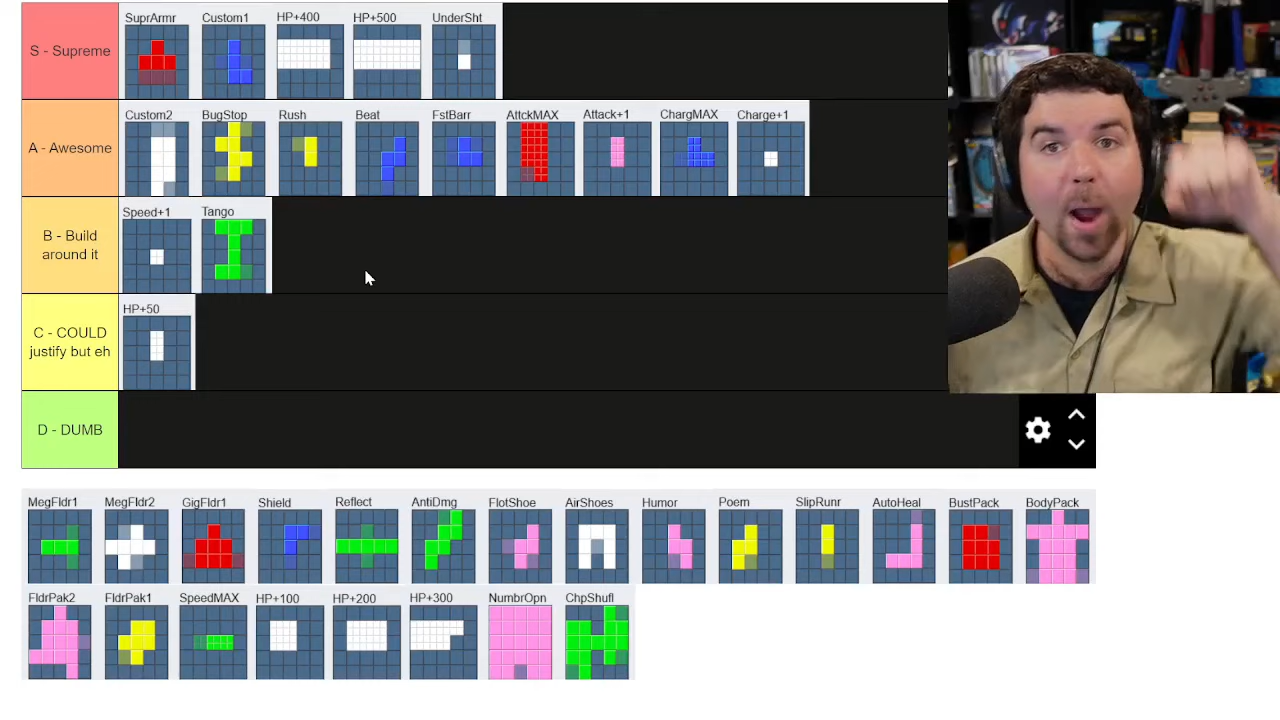 S - Supreme
SuprArmr Custom1 HP+400 HP+500 UnderSht
A - Awesome
Custom2 BugStop Rush Beat FstBarr AttckMAX Attack+1 ChargMAX Charge+1
B - Build
around it
Speed+1 Tango
C - COULD
justify but eh
HP+50
D - DUMB
MegFldr1 MegFldr2 GigFldr1 Shield Reflect AntiDmg FlotShoe AirShoes Humor Poem SlipRunr AutoHeal BustPack BodyPack
FldrPak2 FldrPak1 SpeedMAX HP+100 HP+200 HP+300 NumbrOpn ChpShufl